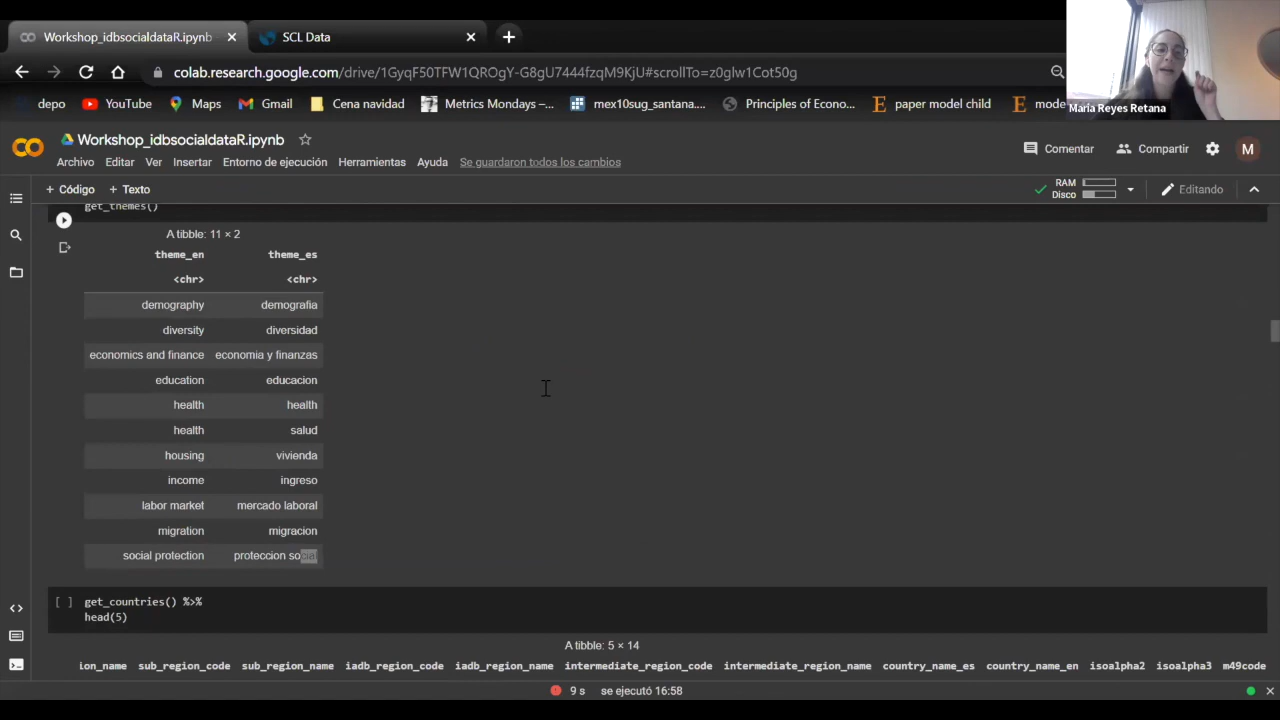 Workshop_idbsocialdataR.ipynb
SCL Data
colab.research.google.com/drive/1GyqF50TFW1QROgY-G8gU7444fzqM9KjU#scrollTo=z0glw1Cot50g
depo YouTube Maps Gmail Cena navidad Metrics Mondays –... mex10sug_santana.... Principles of Econo... paper model child
María Reyes Retana
Workshop_idbsocialdataR.ipynb
Comentar Compartir M
Archivo Editar Ver Insertar Entorno de ejecución Herramientas Ayuda Se guardaron todos los cambios
+ Código + Texto RAM Disco Editando
get_themes()
A tibble: 11 × 2
theme_en theme_es
<chr> <chr>
demography demografia
diversity diversidad
economics and finance economia y finanzas
education educacion
health health
health salud
housing vivienda
income ingreso
labor market mercado laboral
migration migracion
social protection proteccion social
[ ] get_countries() %>%
head(5)
A tibble: 5 × 14
ion_name sub_region_code sub_region_name iadb_region_code iadb_region_name intermediate_region_code intermediate_region_name country_name_es country_name_en isoalpha2 isoalpha3 m49code
9 s se ejecutó 16:58